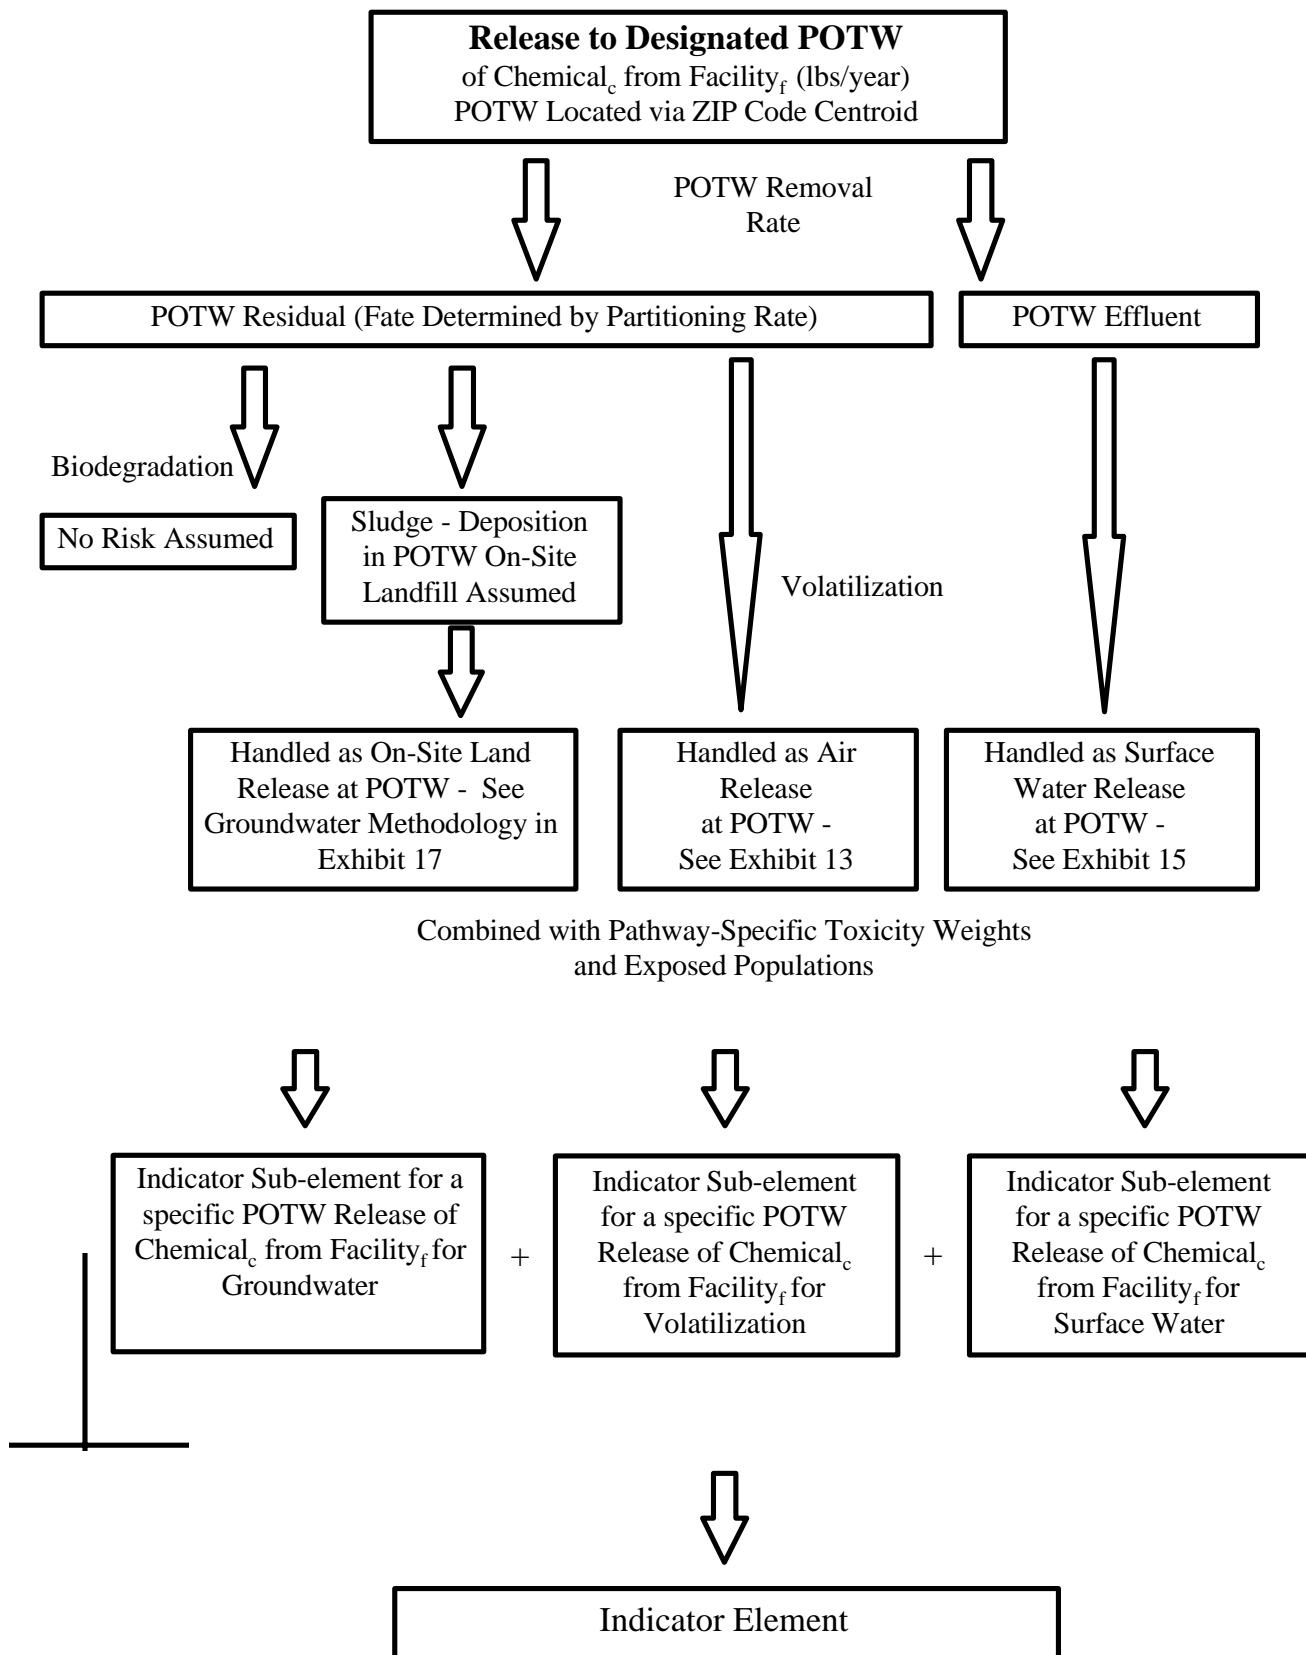 Release to Designated POTW
of Chemicalc from Facilityf (lbs/year)
POTW Located via ZIP Code Centroid
POTW Removal
Rate
POTW Residual (Fate Determined by Partitioning Rate)
POTW Effluent
Biodegradation
No Risk Assumed
Sludge - Deposition
in POTW On-Site
Landfill Assumed
Volatilization
Handled as On-Site Land
Release at POTW - See
Groundwater Methodology in
Exhibit 17
Handled as Air
Release
at POTW -
See Exhibit 13
Handled as Surface
Water Release
at POTW -
See Exhibit 15
Combined with Pathway-Specific Toxicity Weights
and Exposed Populations
Indicator Sub-element for a
specific POTW Release of
Chemicalc from Facilityf for
Groundwater
+
Indicator Sub-element
for a specific POTW
Release of Chemicalc
from Facilityf for
Volatilization
+
Indicator Sub-element
for a specific POTW
Release of Chemicalc
from Facilityf for
Surface Water
Indicator Element